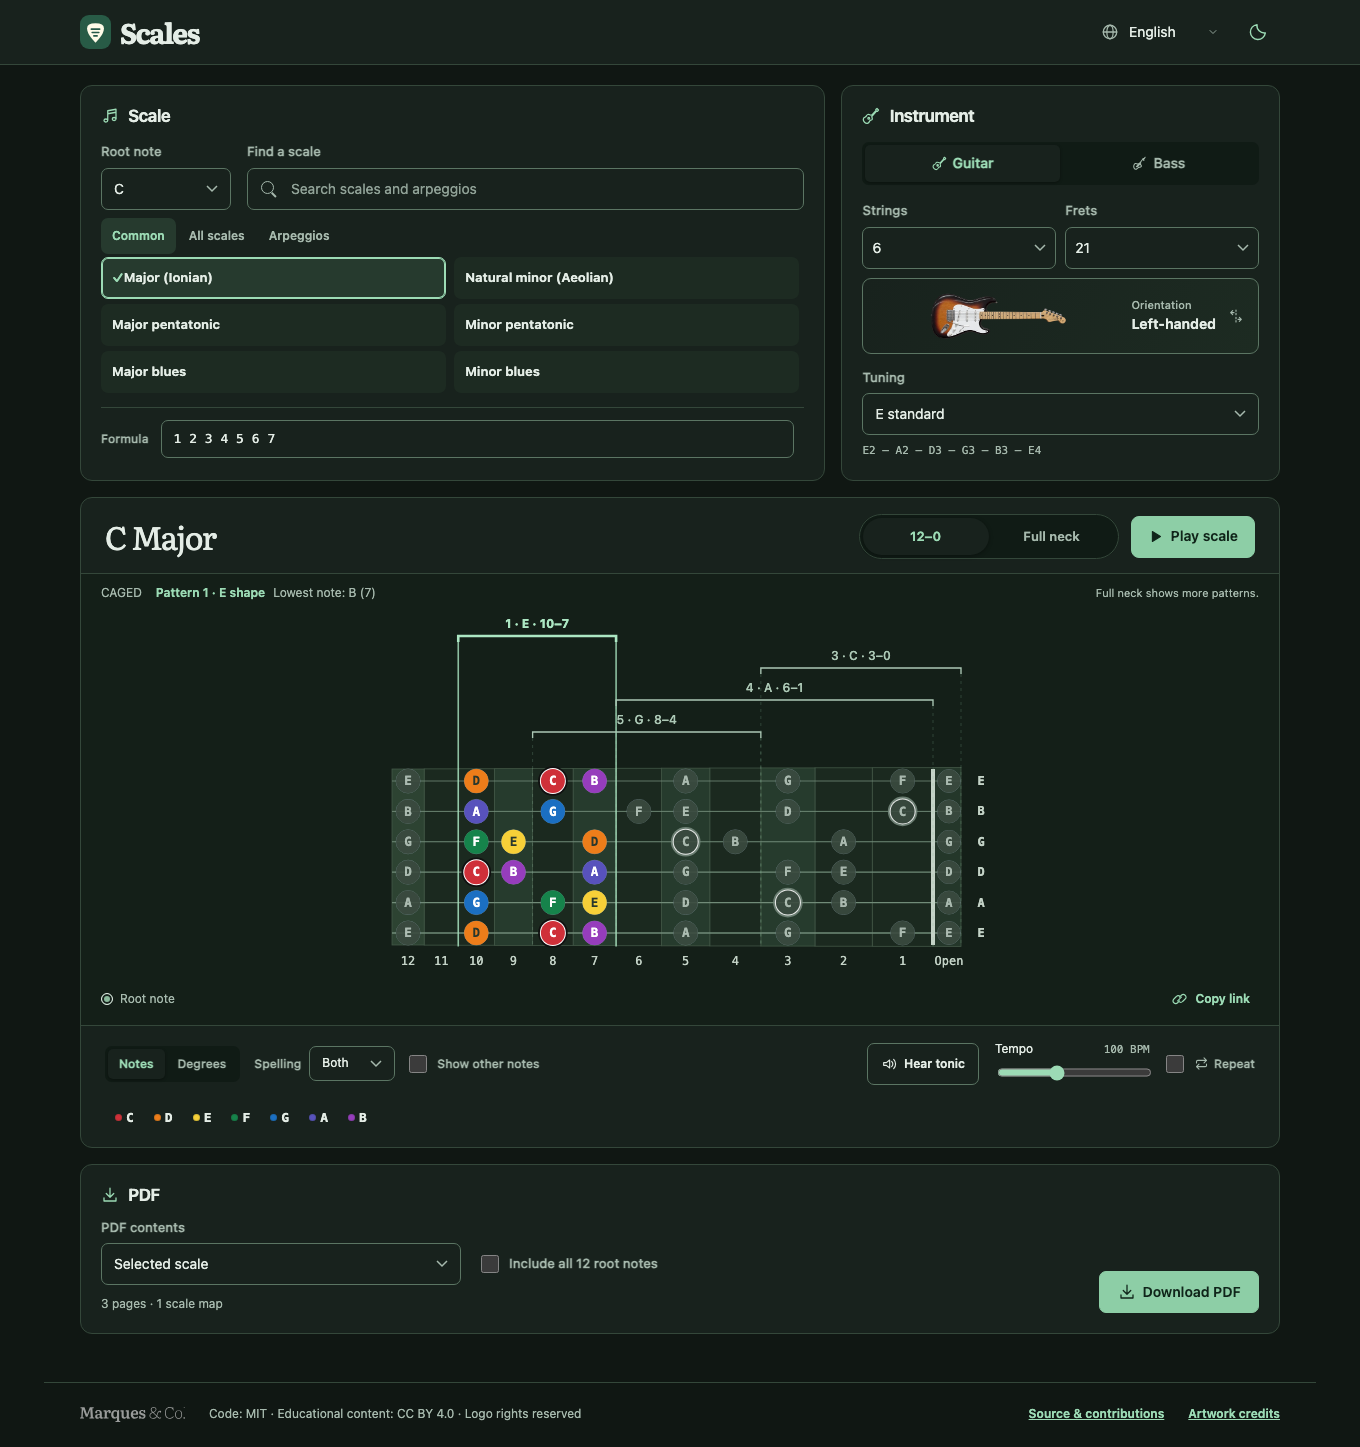 Scales
English
Scale
Root note
Find a scale
C
Search scales and arpeggios
Common
All scales
Arpeggios
Major (Ionian)
Natural minor (Aeolian)
Major pentatonic
Minor pentatonic
Major blues
Minor blues
Formula
1 2 3 4 5 6 7
Instrument
Guitar
Bass
Strings
Frets
6
21
Orientation
Left-handed
Tuning
E standard
E2 — A2 — D3 — G3 — B3 — E4
C Major
12–0
Full neck
Play scale
CAGED Pattern 1 · E shape Lowest note: B (7)
Full neck shows more patterns.
1 · E · 10–7
3 · C · 3–0
4 · A · 6–1
5 · G · 8–4
E D C B A G F E E
B A G F E D C B B
G F E D C B A G G
D C B A G F E D D
A G F E D C B A A
E D C B A G F E E
12 11 10 9 8 7 6 5 4 3 2 1 Open
Root note
Copy link
Notes
Degrees
Spelling
Both
Show other notes
Hear tonic
Tempo
100 BPM
Repeat
C D E F G A B
PDF
PDF contents
Selected scale
Include all 12 root notes
3 pages · 1 scale map
Download PDF
Marques & Co.
Code: MIT · Educational content: CC BY 4.0 · Logo rights reserved
Source & contributions
Artwork credits